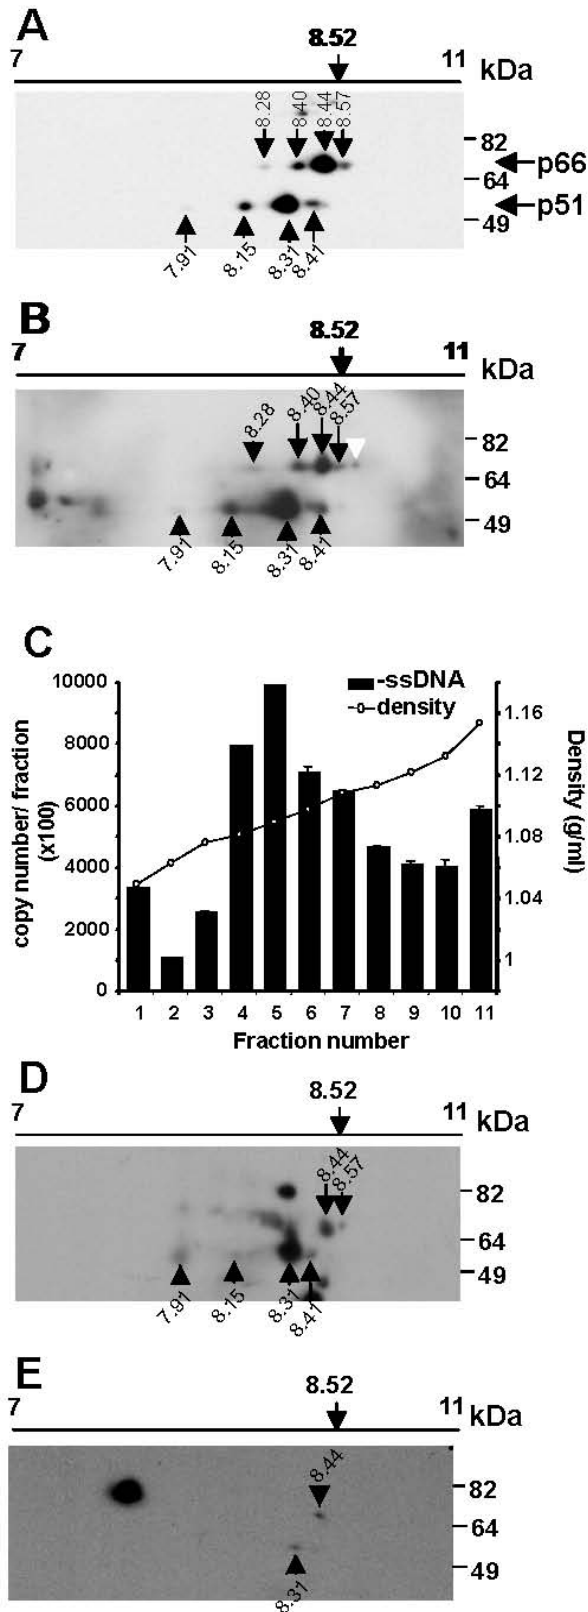 A
8.52
7 11 kDa
8.28 8.40 8.44 8.57
82
p66
64
p51
49
7.91 8.15 8.31 8.41
B
8.52
7 11 kDa
8.28 8.40 8.44 8.57
82
64
49
7.91 8.15 8.31 8.41
C
10000 -ssDNA 1.16
density
8000 1.12
6000 1.08
4000 1.04
2000 1
0
copy number/ fraction
(x100)
Density (g/ml)
1 2 3 4 5 6 7 8 9 10 11
Fraction number
D
8.52
7 11 kDa
8.44 8.57
82
64
49
7.91 8.15 8.31 8.41
E
8.52
7 11 kDa
8.44
82
64
49
8.31